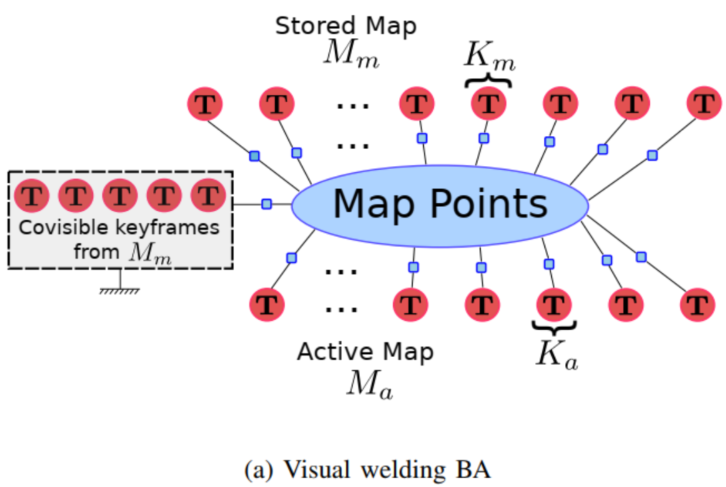 Stored Map
M_m
K_m
T T ... T T T T T
...
Map Points
T T T T T
Covisible keyframes
from M_m
...
T ... T T T T T
Active Map
M_a
K_a
(a) Visual welding BA